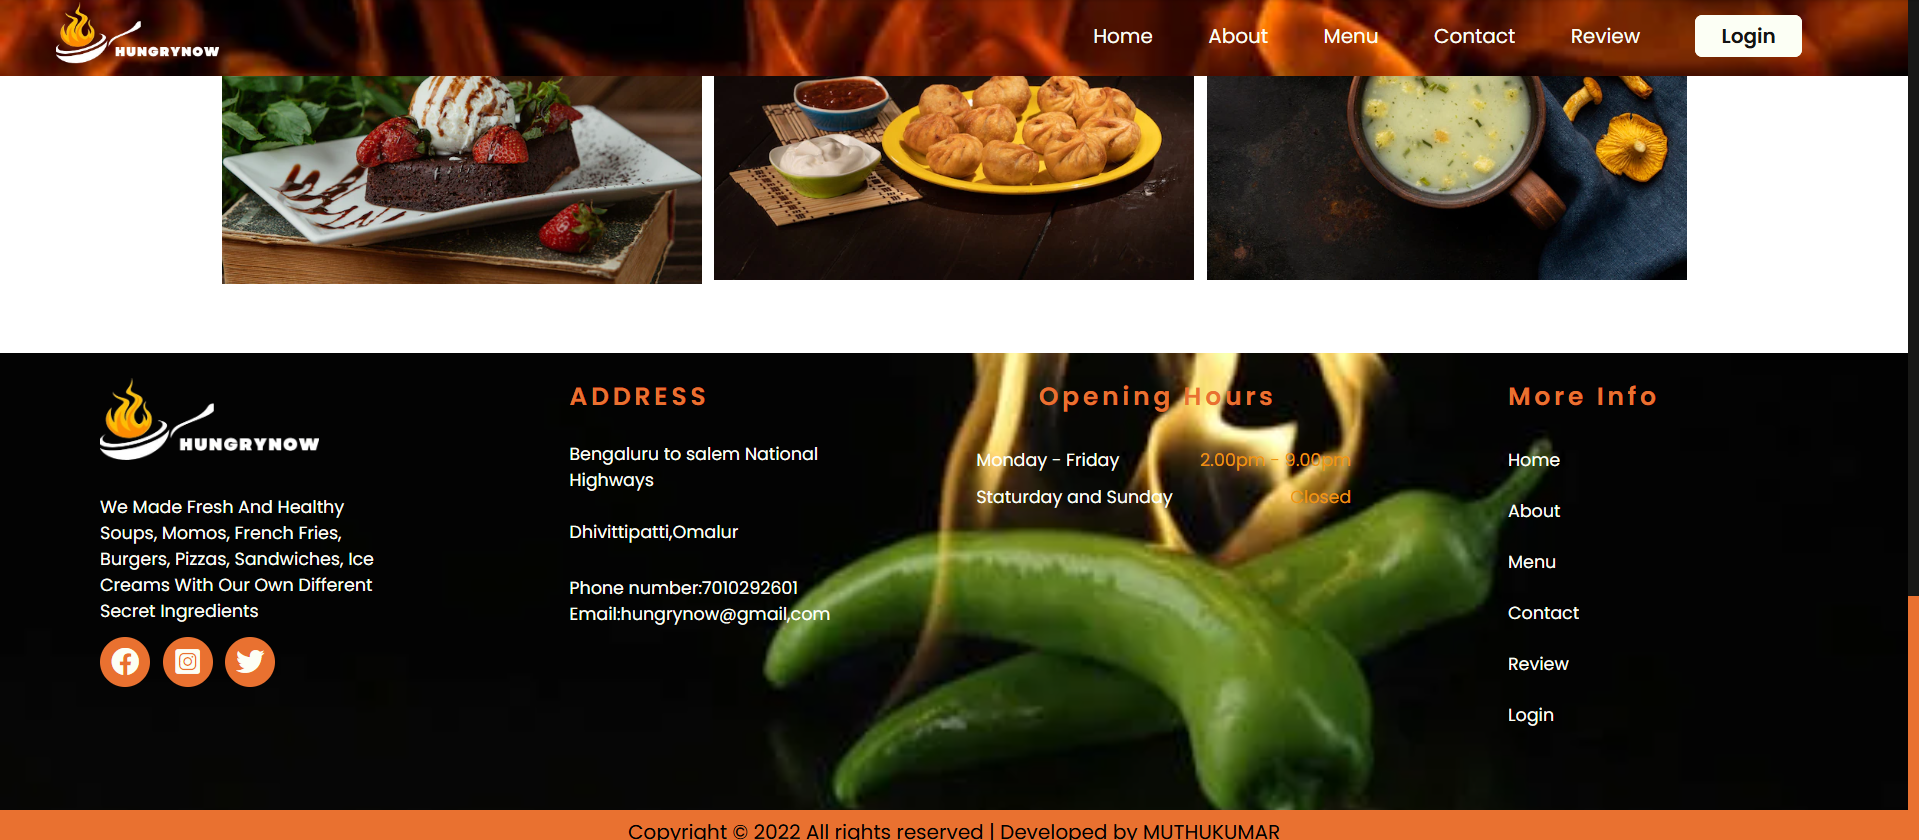 HUNGRYNOW
Home About Menu Contact Review Login
HUNGRYNOW
We Made Fresh And Healthy
Soups, Momos, French Fries,
Burgers, Pizzas, Sandwiches, Ice
Creams With Our Own Different
Secret Ingredients
ADDRESS
Bengaluru to salem National
Highways
Dhivittipatti,Omalur
Phone number:7010292601
Email:hungrynow@gmail,com
Opening Hours
Monday - Friday 2.00pm - 9.00pm
Staturday and Sunday Closed
More Info
Home
About
Menu
Contact
Review
Login
Copyright © 2022 All rights reserved | Developed by MUTHUKUMAR